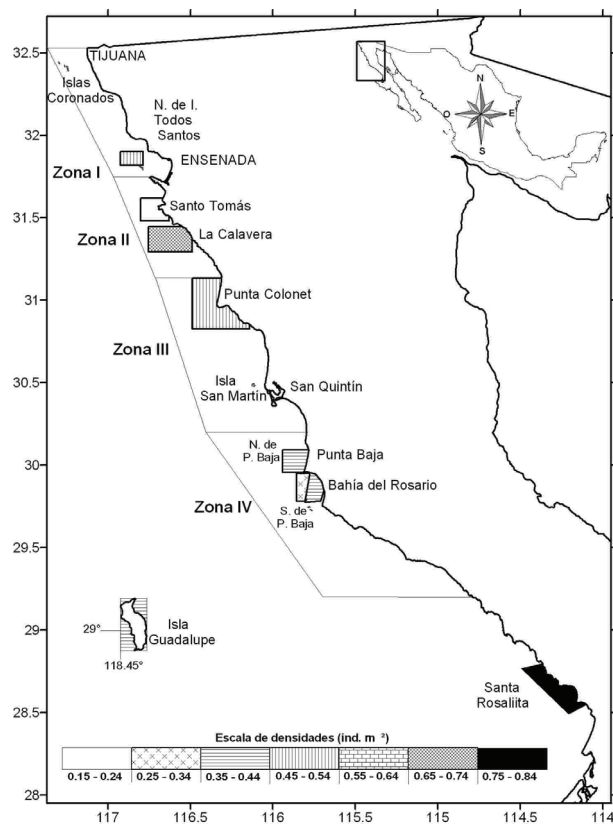 32.5
32
31.5
31
30.5
30
29.5
29
28.5
28
TIJUANA
Islas
Coronados
N. de I.
Todos
Santos
ENSENADA
Zona I
Santo Tomás
Zona II
La Calavera
Punta Colonet
Zona III
Isla
San Martín
San Quintín
N. de
P. Baja
Punta Baja
Bahía del Rosario
Zona IV
S. de
P. Baja
29°
Isla
Guadalupe
118.45°
Santa
Rosaliita
N
O
E
S
Escala de densidades (ind. m ²)
0.15 - 0.24 0.25 - 0.34 0.35 - 0.44 0.45 - 0.54 0.55 - 0.64 0.65 - 0.74 0.75 - 0.84
117 116.5 116 115.5 115 114.5 114